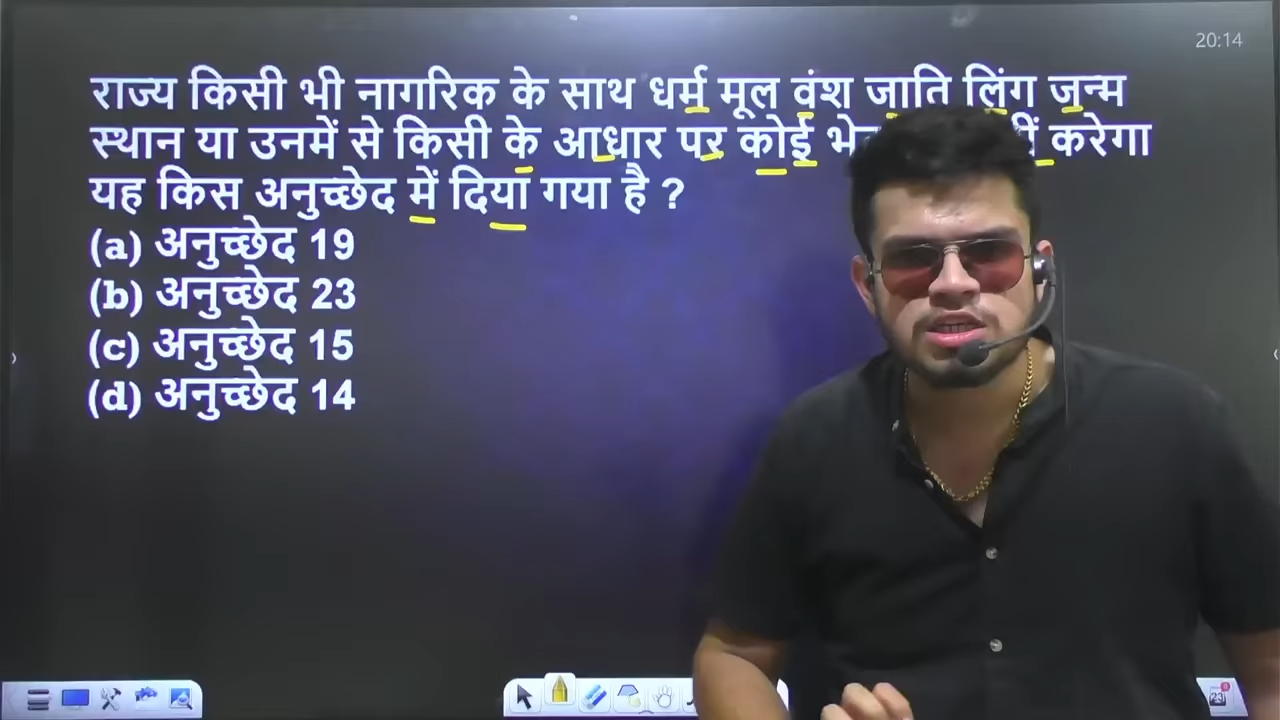 20:14
राज्य किसी भी नागरिक के साथ धर्म मूल वंश जाति लिंग जन्म
स्थान या उनमें से किसी के आधार पर कोई करेगा
यह किस अनुच्छेद में दिया गया है ?
(a) अनुच्छेद 19
(b) अनुच्छेद 23
(c) अनुच्छेद 15
(d) अनुच्छेद 14
23